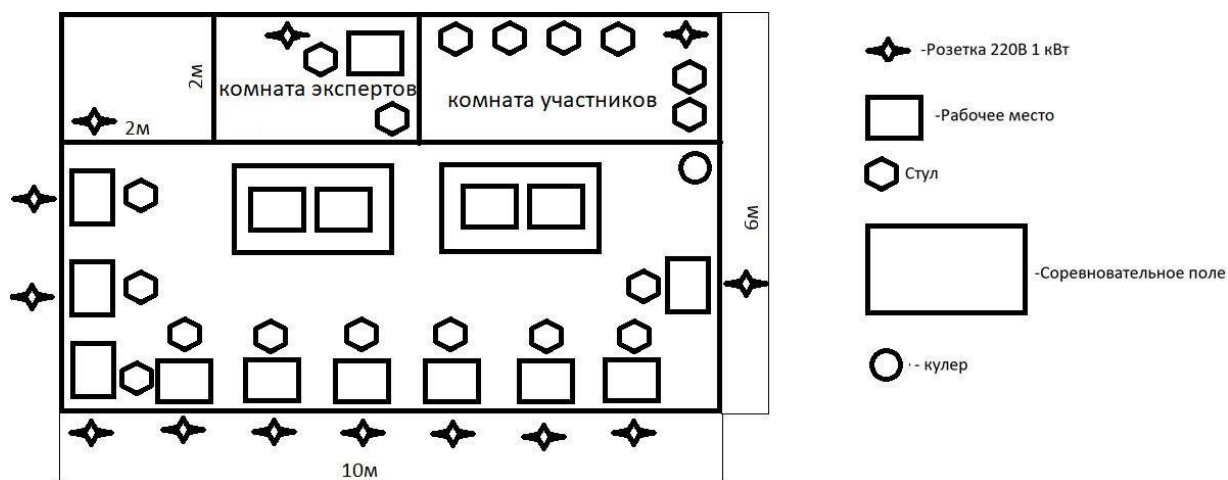 2м
2м
комната экспертов
комната участников
6м
10м
-Розетка 220В 1 кВт
-Рабочее место
Стул
-Соревновательное поле
- кулер